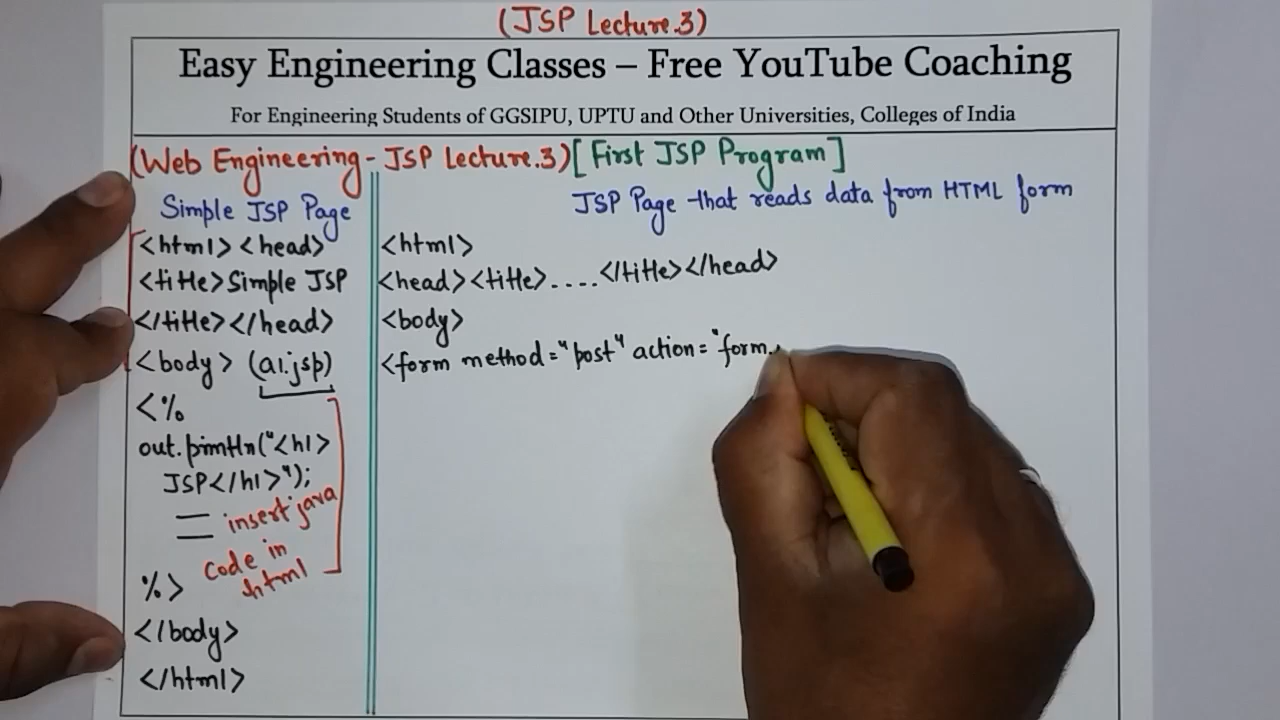 (JSP Lecture.3)
Easy Engineering Classes – Free YouTube Coaching
For Engineering Students of GGSIPU, UPTU and Other Universities, Colleges of India
(Web Engineering - JSP Lecture.3) [First JSP Program]
Simple JSP Page
<html> <head>
<title>Simple JSP
</title></head>
<body> (a1.jsp)
<%
out.println("<h1>
JSP</h1>");
insert java
code in
html
%>
</body>
</html>
JSP Page that reads data from HTML form
<html>
<head><title>....</title></head>
<body>
<form method="post" action="form.